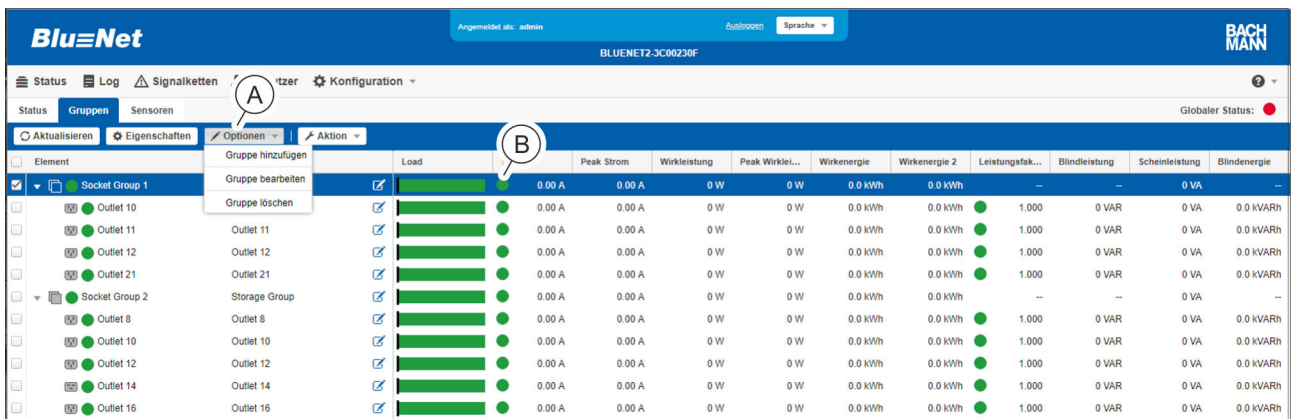 Angemeldet als: admin Ausloggen Sprache
Blu≡Net BACH
MANN
BLUENET2-3C00230F
Status Log Signalketten Konfiguration ?
A
Status Gruppen Sensoren Globaler Status:
Aktualisieren Eigenschaften Optionen | Aktion
B
Element Load Peak Strom Wirkleistung Peak Wirklei... Wirkenergie Wirkenergie 2 Leistungsfak... Blindleistung Scheinleistung Blindenergie
Gruppe hinzufügen
Gruppe bearbeiten
Gruppe löschen
Socket Group 1 0.00 A 0.00 A 0 W 0 W 0.0 kWh 0.0 kWh -- -- 0 VA --
Outlet 10 0.00 A 0.00 A 0 W 0 W 0.0 kWh 0.0 kWh 1.000 0 VAR 0 VA 0.0 kVARh
Outlet 11 Outlet 11 0.00 A 0.00 A 0 W 0 W 0.0 kWh 0.0 kWh 1.000 0 VAR 0 VA 0.0 kVARh
Outlet 12 Outlet 12 0.00 A 0.00 A 0 W 0 W 0.0 kWh 0.0 kWh 1.000 0 VAR 0 VA 0.0 kVARh
Outlet 21 Outlet 21 0.00 A 0.00 A 0 W 0 W 0.0 kWh 0.0 kWh 1.000 0 VAR 0 VA 0.0 kVARh
Socket Group 2 Storage Group 0.00 A 0.00 A 0 W 0 W 0.0 kWh 0.0 kWh -- -- 0 VA --
Outlet 8 Outlet 8 0.00 A 0.00 A 0 W 0 W 0.0 kWh 0.0 kWh 1.000 0 VAR 0 VA 0.0 kVARh
Outlet 10 Outlet 10 0.00 A 0.00 A 0 W 0 W 0.0 kWh 0.0 kWh 1.000 0 VAR 0 VA 0.0 kVARh
Outlet 12 Outlet 12 0.00 A 0.00 A 0 W 0 W 0.0 kWh 0.0 kWh 1.000 0 VAR 0 VA 0.0 kVARh
Outlet 14 Outlet 14 0.00 A 0.00 A 0 W 0 W 0.0 kWh 0.0 kWh 1.000 0 VAR 0 VA 0.0 kVARh
Outlet 16 Outlet 16 0.00 A 0.00 A 0 W 0 W 0.0 kWh 0.0 kWh 1.000 0 VAR 0 VA 0.0 kVARh